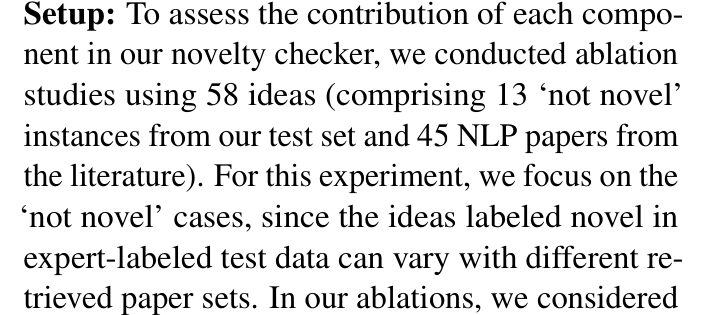 Setup: To assess the contribution of each compo-
nent in our novelty checker, we conducted ablation
studies using 58 ideas (comprising 13 ‘not novel’
instances from our test set and 45 NLP papers from
the literature). For this experiment, we focus on the
‘not novel’ cases, since the ideas labeled novel in
expert-labeled test data can vary with different re-
trieved paper sets. In our ablations, we considered